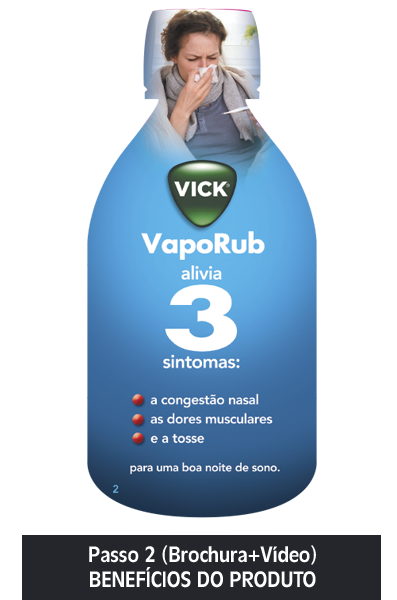 VICK®
VapoRub
alivia
3
sintomas:
a congestão nasal
as dores musculares
e a tosse
para uma boa noite de sono.
2
Passo 2 (Brochura+Vídeo)
BENEFÍCIOS DO PRODUTO